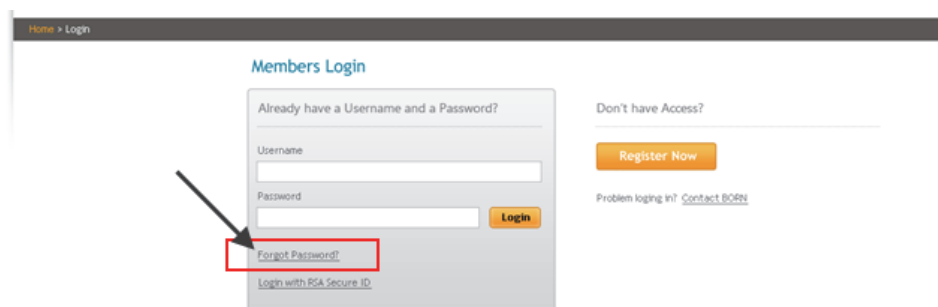 Home > Login
Members Login
Already have a Username and a Password?
Username
Password
Login
Forgot Password?
Login with RSA Secure ID
Don't have Access?
Register Now
Problem loging in? Contact BORN